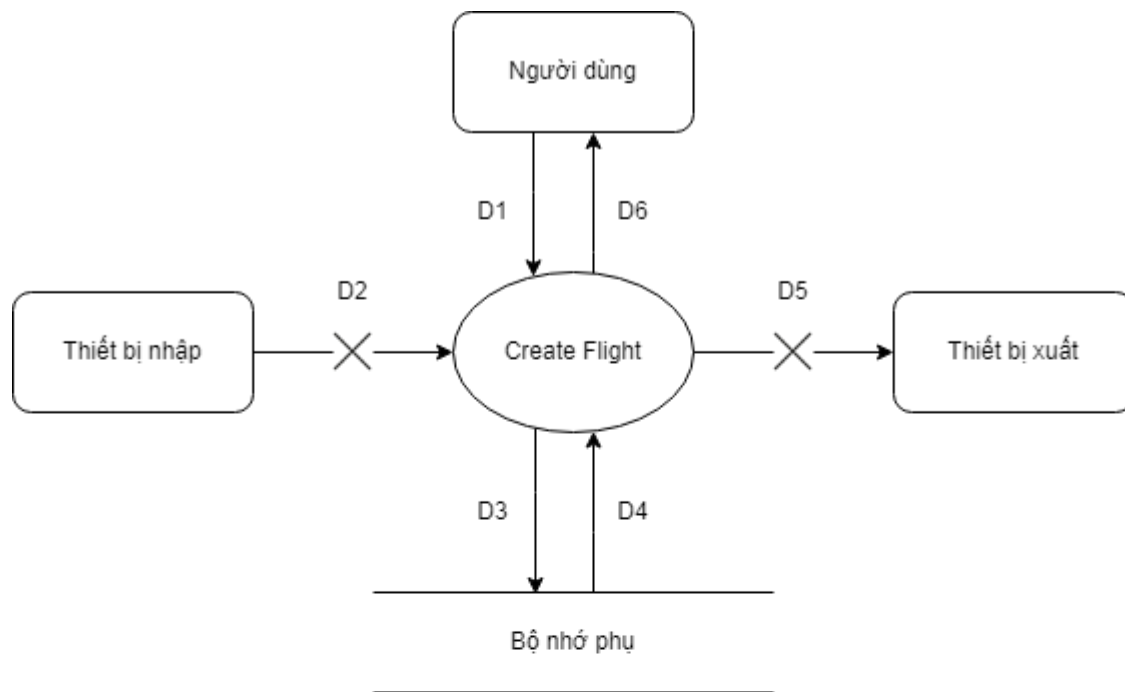 Người dùng
D1
D6
D2
D5
Thiết bị nhập
Create Flight
Thiết bị xuất
D3
D4
Bộ nhớ phụ